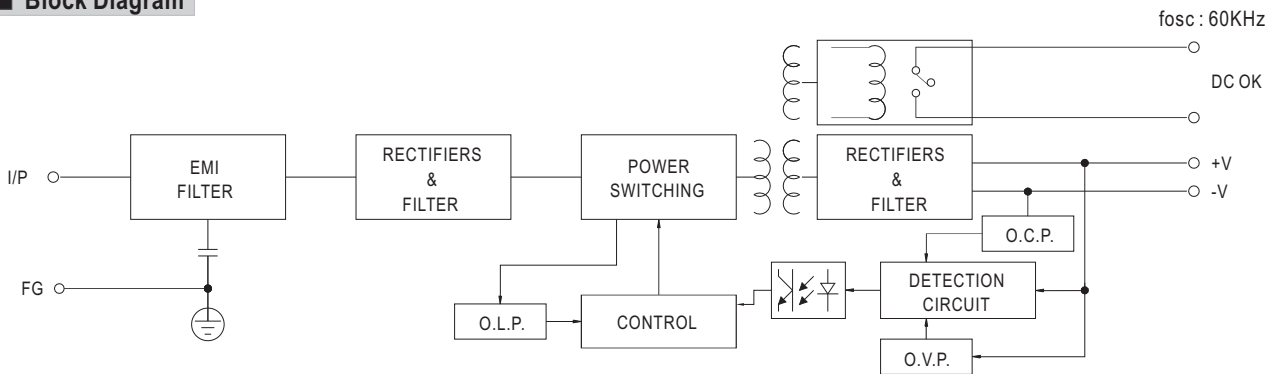 ■ Block Diagram
fosc : 60KHz
DC OK
I/P
EMI
FILTER
RECTIFIERS
&
FILTER
POWER
SWITCHING
RECTIFIERS
&
FILTER
+V
-V
O.C.P.
FG
O.L.P.
CONTROL
DETECTION
CIRCUIT
O.V.P.